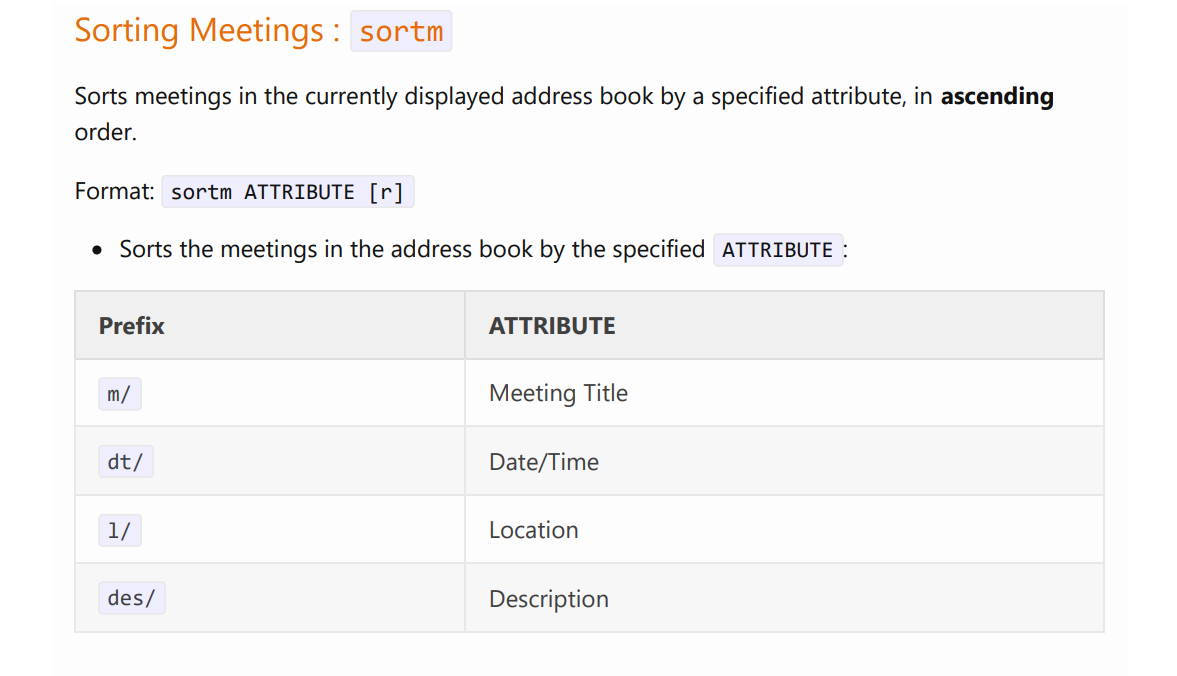 Sorting Meetings : sortm
Sorts meetings in the currently displayed address book by a specified attribute, in ascending
order.
Format: sortm ATTRIBUTE [r]
• Sorts the meetings in the address book by the specified ATTRIBUTE :
Prefix ATTRIBUTE
m/ Meeting Title
dt/ Date/Time
l/ Location
des/ Description